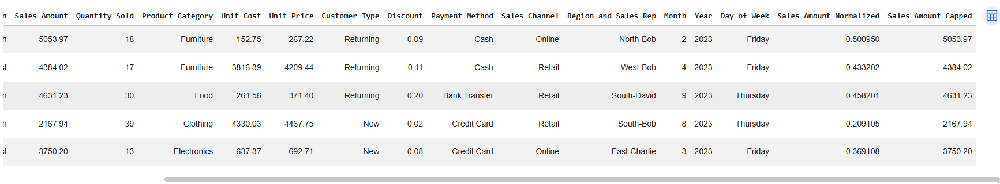 n Sales_Amount Quantity_Sold Product_Category Unit_Cost Unit_Price Customer_Type Discount Payment_Method Sales_Channel Region_and_Sales_Rep Month Year Day_of_Week Sales_Amount_Normalized Sales_Amount_Capped
h 5053.97 18 Furniture 152.75 267.22 Returning 0.09 Cash Online North-Bob 2 2023 Friday 0.500950 5053.97
st 4384.02 17 Furniture 3816.39 4209.44 Returning 0.11 Cash Retail West-Bob 4 2023 Friday 0.433202 4384.02
h 4631.23 30 Food 261.56 371.40 Returning 0.20 Bank Transfer Retail South-David 9 2023 Thursday 0.458201 4631.23
h 2167.94 39 Clothing 4330.03 4467.75 New 0.02 Credit Card Retail South-Bob 8 2023 Thursday 0.209105 2167.94
st 3750.20 13 Electronics 637.37 692.71 New 0.08 Credit Card Online East-Charlie 3 2023 Friday 0.369108 3750.20